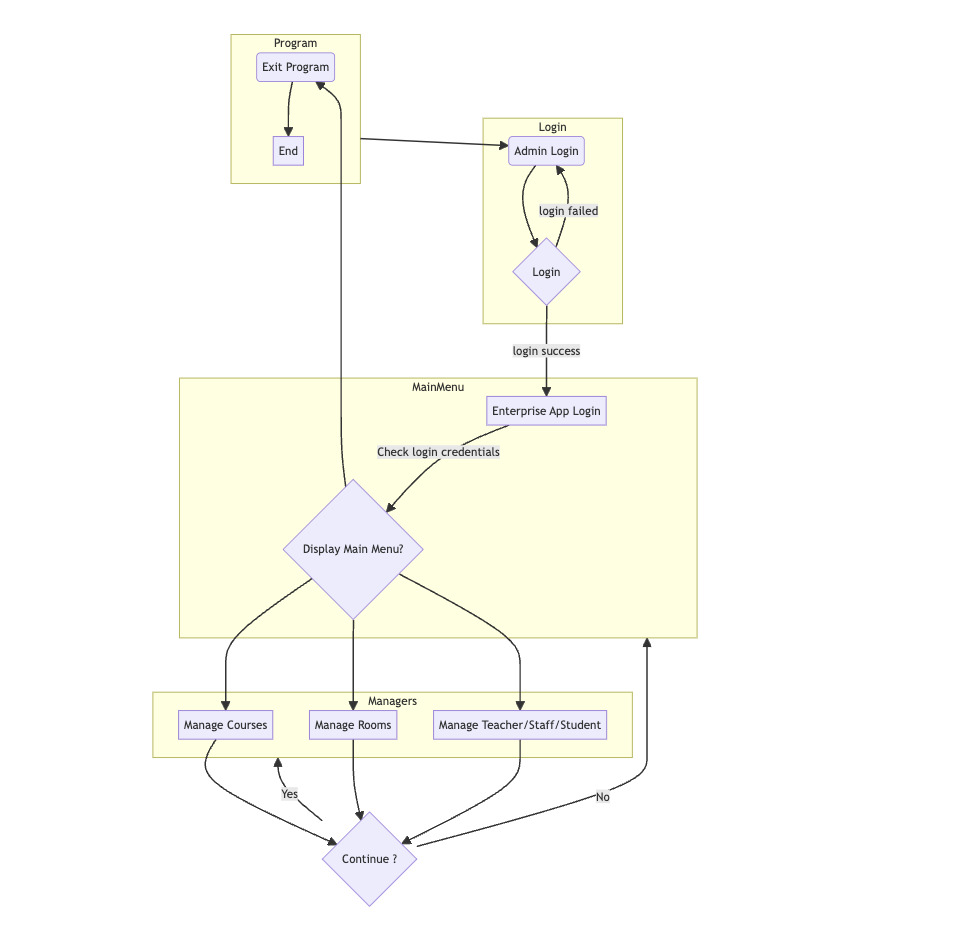 Program
Exit Program
End
Login
Admin Login
login failed
Login
login success
MainMenu
Enterprise App Login
Check login credentials
Display Main Menu?
Managers
Manage Courses
Manage Rooms
Manage Teacher/Staff/Student
Yes
No
Continue ?